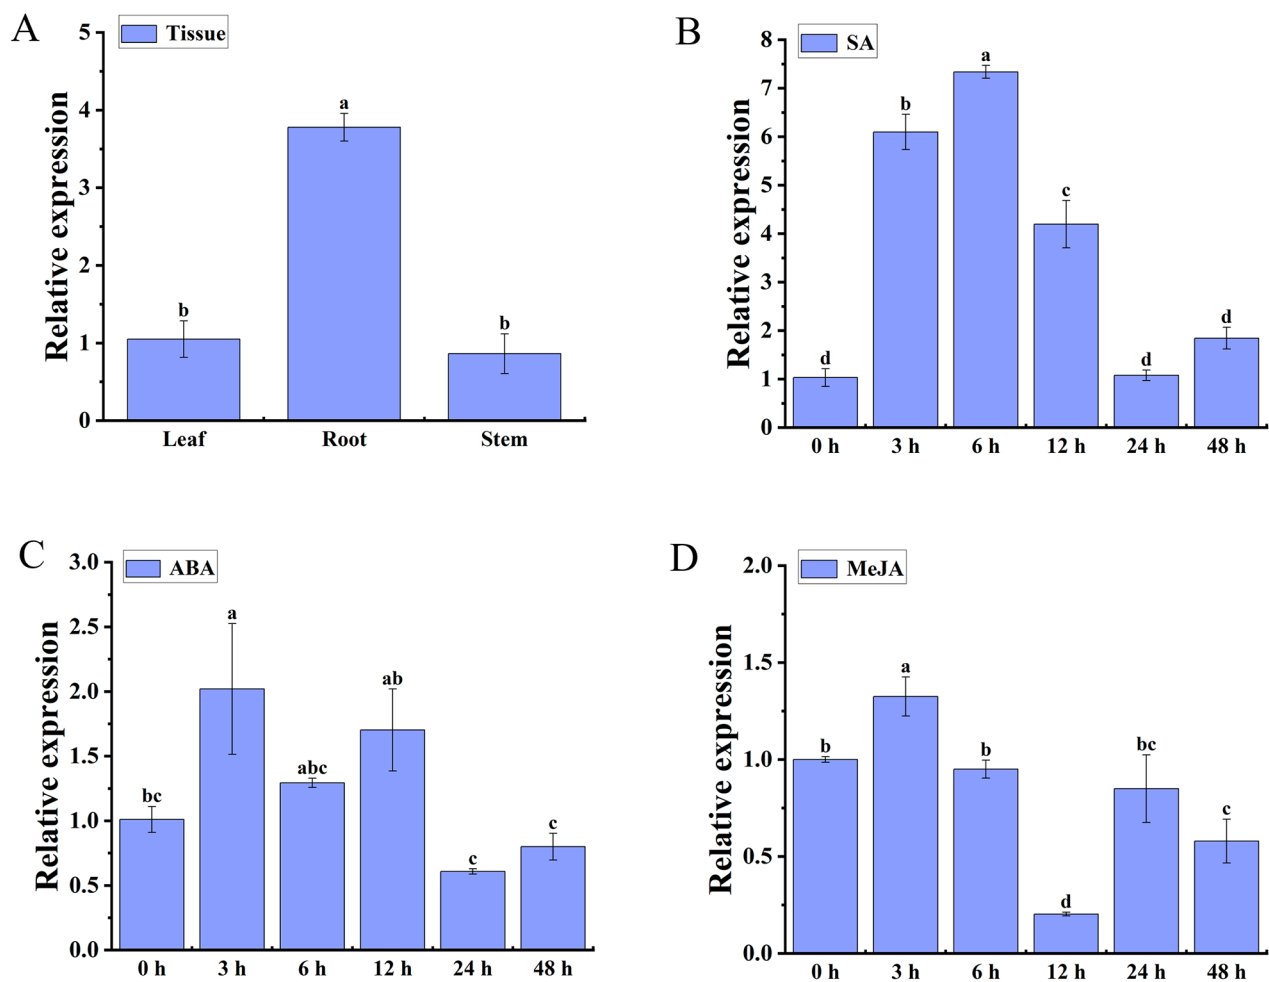 A
Tissue
Relative expression
5
4
3
2
1
0
a
b
b
Leaf Root Stem
B
SA
Relative expression
8
7
6
5
4
3
2
1
0
d
b
a
c
d
d
0 h 3 h 6 h 12 h 24 h 48 h
C
ABA
Relative expression
3.0
2.5
2.0
1.5
1.0
0.5
0.0
bc
a
abc
ab
c
c
0 h 3 h 6 h 12 h 24 h 48 h
D
MeJA
Relative expression
2.0
1.5
1.0
0.5
0.0
b
a
b
d
bc
c
0 h 3 h 6 h 12 h 24 h 48 h